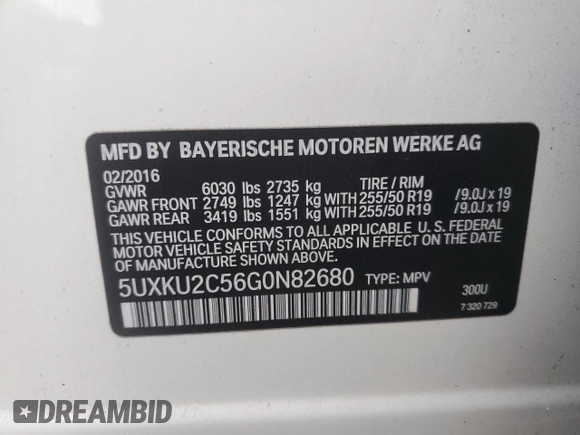 MFD BY BAYERISCHE MOTOREN WERKE AG
02/2016
GVWR 6030 lbs 2735 kg TIRE / RIM
GAWR FRONT 2749 lbs 1247 kg WITH 255/50 R19 /9.0J x 19
GAWR REAR 3419 lbs 1551 kg WITH 255/50 R19 /9.0J x 19
THIS VEHICLE CONFORMS TO ALL APPLICABLE U. S. FEDERAL
MOTOR VEHICLE SAFETY STANDARDS IN EFFECT ON THE
DATE OF MANUFACTURE SHOWN ABOVE.
5UXKU2C56G0N82680 TYPE: MPV
300U
7 320 729
DREAMBID